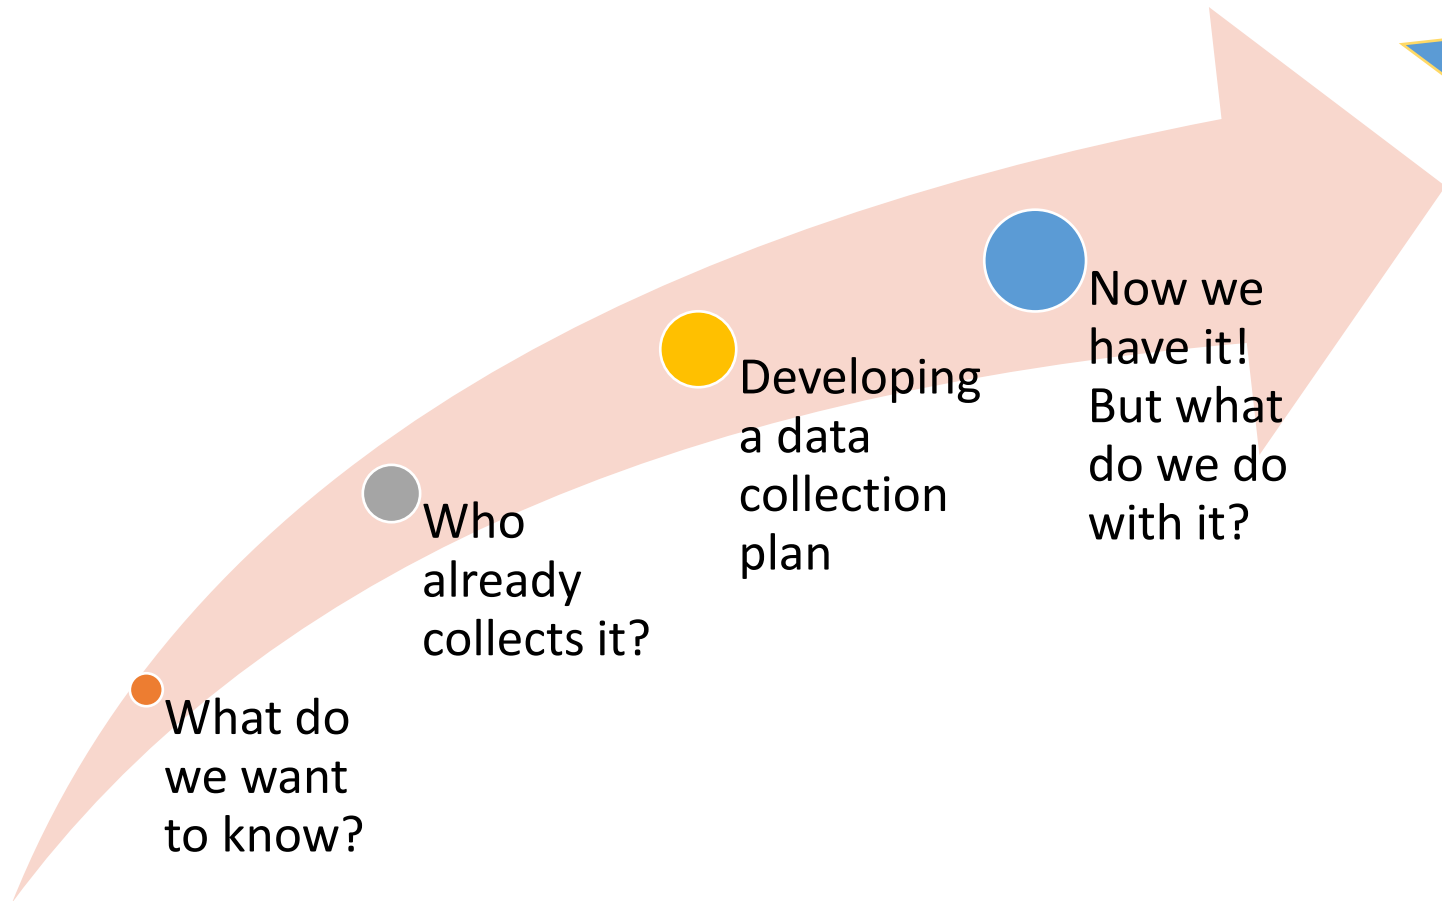 What do
we want
to know?
Who
already
collects it?
Developing
a data
collection
plan
Now we
have it!
But what
do we do
with it?